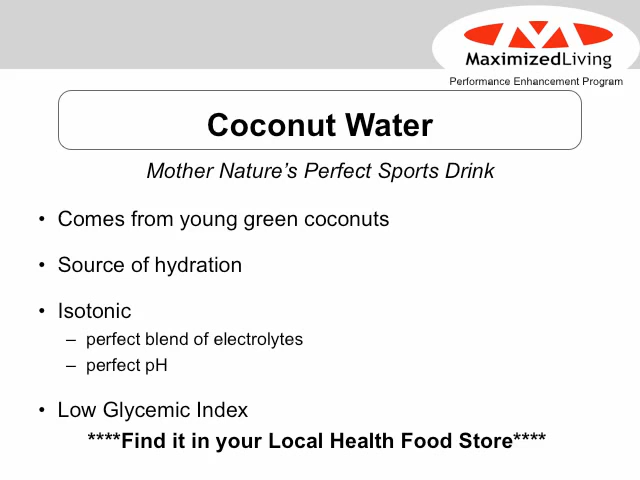 MaximizedLiving
Performance Enhancement Program
Coconut Water
Mother Nature’s Perfect Sports Drink
• Comes from young green coconuts
• Source of hydration
• Isotonic
– perfect blend of electrolytes
– perfect pH
• Low Glycemic Index
****Find it in your Local Health Food Store****